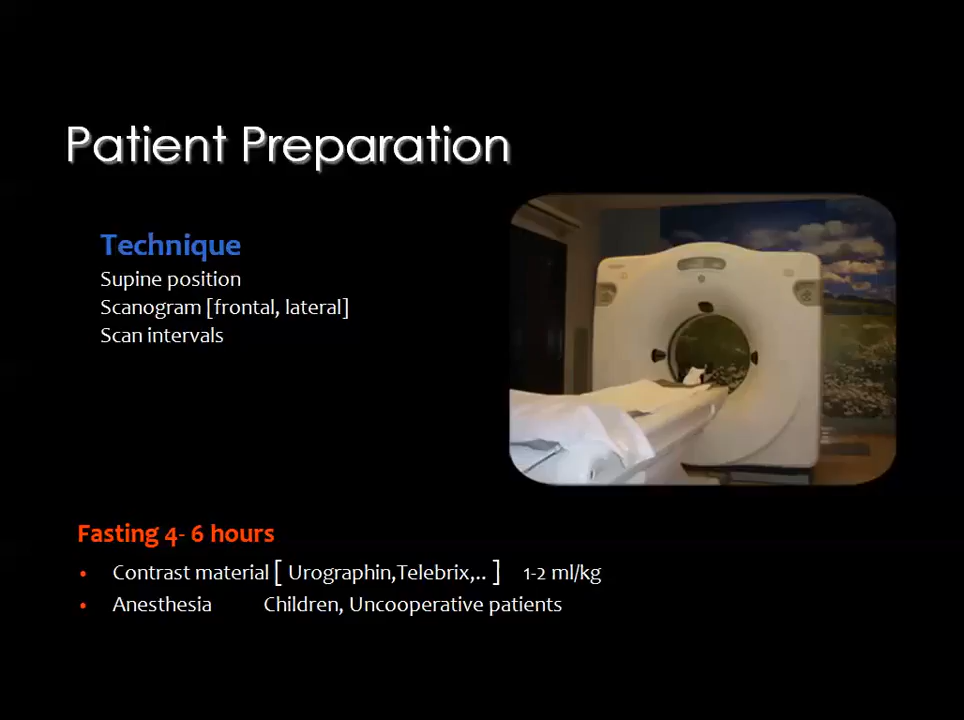 Patient Preparation
Technique
Supine position
Scanogram [frontal, lateral]
Scan intervals
Fasting 4- 6 hours
• Contrast material [ Urographin,Telebrix,.. ] 1-2 ml/kg
• Anesthesia Children, Uncooperative patients